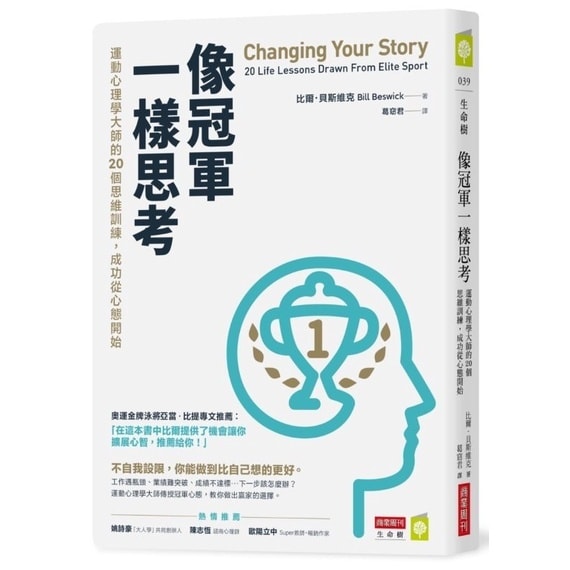 像冠軍
一樣思考
運動心理學大師的20個思維訓練，成功從心態開始
Changing Your Story
20 Life Lessons Drawn From Elite Sport
比爾·貝斯維克 Bill Beswick——著
葛窈君——譯
1
奧運金牌泳將亞當·比提專文推薦：
「在這本書中比爾提供了機會讓你
擴展心智，推薦給你！」
不自我設限，你能做到比自己想的更好。
工作遇瓶頸、業績難突破、成績不達標⋯下一步該怎麼辦？
運動心理學大師傳授冠軍心態，教你做出贏家的選擇。
熱情推薦
姚詩豪「大人學」共同創辦人 陳志恆 諮商心理師 歐陽立中 Super教師·暢銷作家
商業周刊
生命樹
039
生命樹
像冠軍一樣思考
運動心理學大師的20個
思維訓練，成功從心態開始
比爾·貝斯維克 著
葛窈君 譯
商業周刊